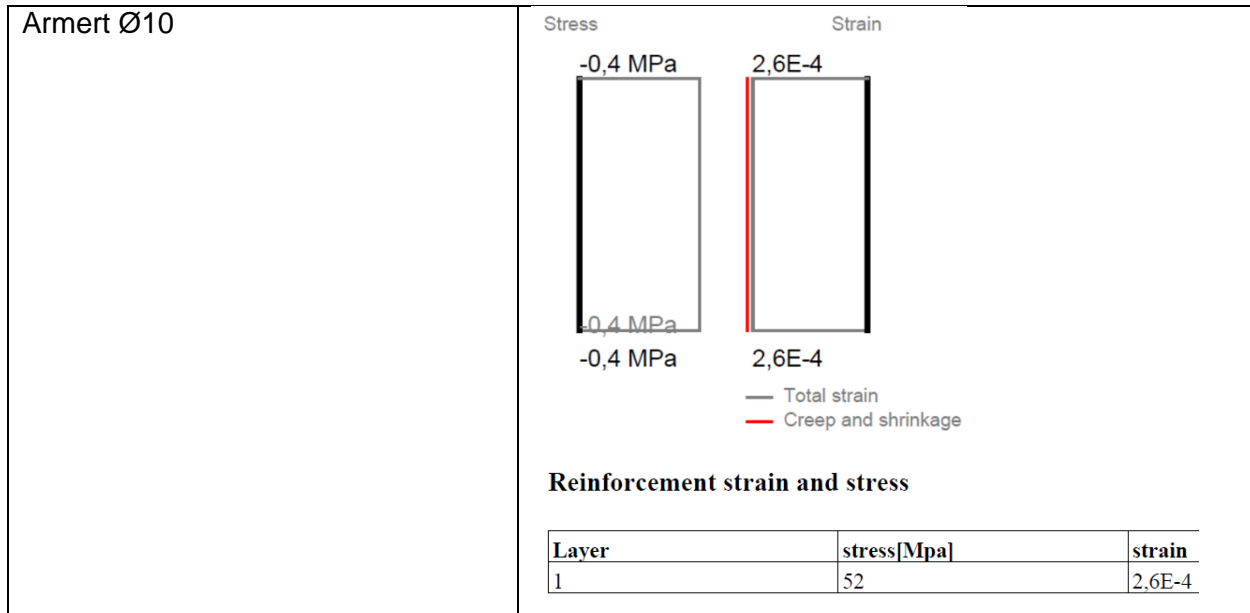 Armert Ø10
Stress Strain
-0,4 MPa 2,6E-4
-0,4 MPa
-0,4 MPa 2,6E-4
Total strain
Creep and shrinkage
Reinforcement strain and stress
Layer stress[Mpa] strain
1 52 2,6E-4